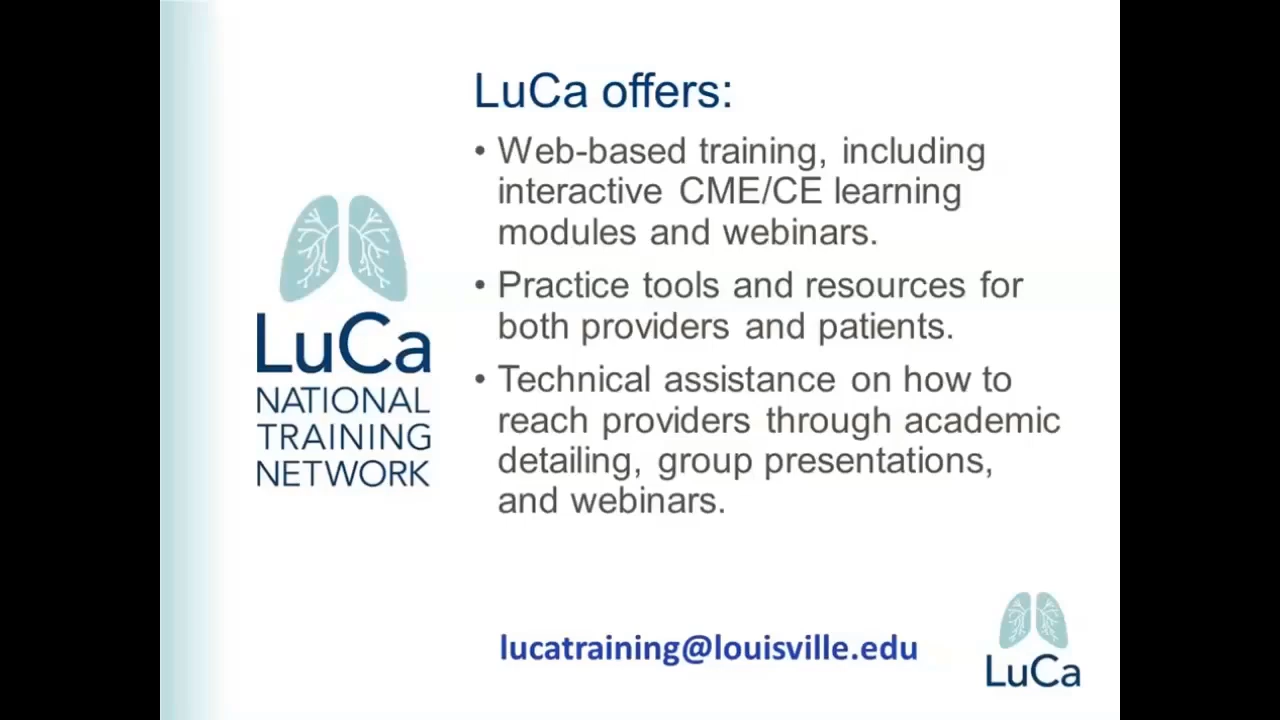 LuCa offers:
• Web-based training, including
interactive CME/CE learning
modules and webinars.
• Practice tools and resources for
both providers and patients.
• Technical assistance on how to
reach providers through academic
detailing, group presentations,
and webinars.
LuCa
NATIONAL
TRAINING
NETWORK
lucatraining@louisville.edu
LuCa